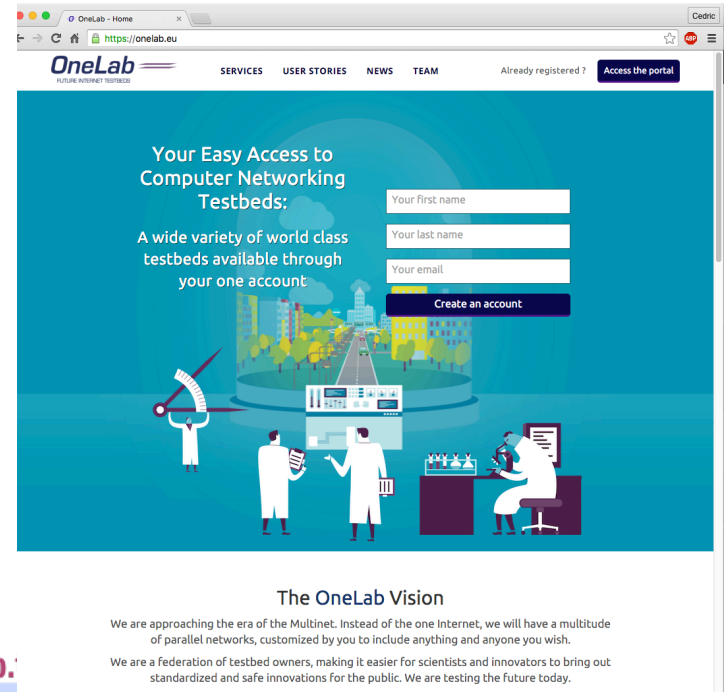 OneLab - Home
Cedric
https://onelab.eu
ABP
OneLab
FUTURE INTERNET TESTBEDS
SERVICES USER STORIES NEWS TEAM Already registered ? Access the portal
Your Easy Access to
Computer Networking
Testbeds:
A wide variety of world class
testbeds available through
your one account
Your first name
Your last name
Your email
Create an account
The OneLab Vision
We are approaching the era of the Multinet. Instead of the one Internet, we will have a multitude
of parallel networks, customized by you to include anything and anyone you wish.
We are a federation of testbed owners, making it easier for scientists and innovators to bring out
standardized and safe innovations for the public. We are testing the future today.